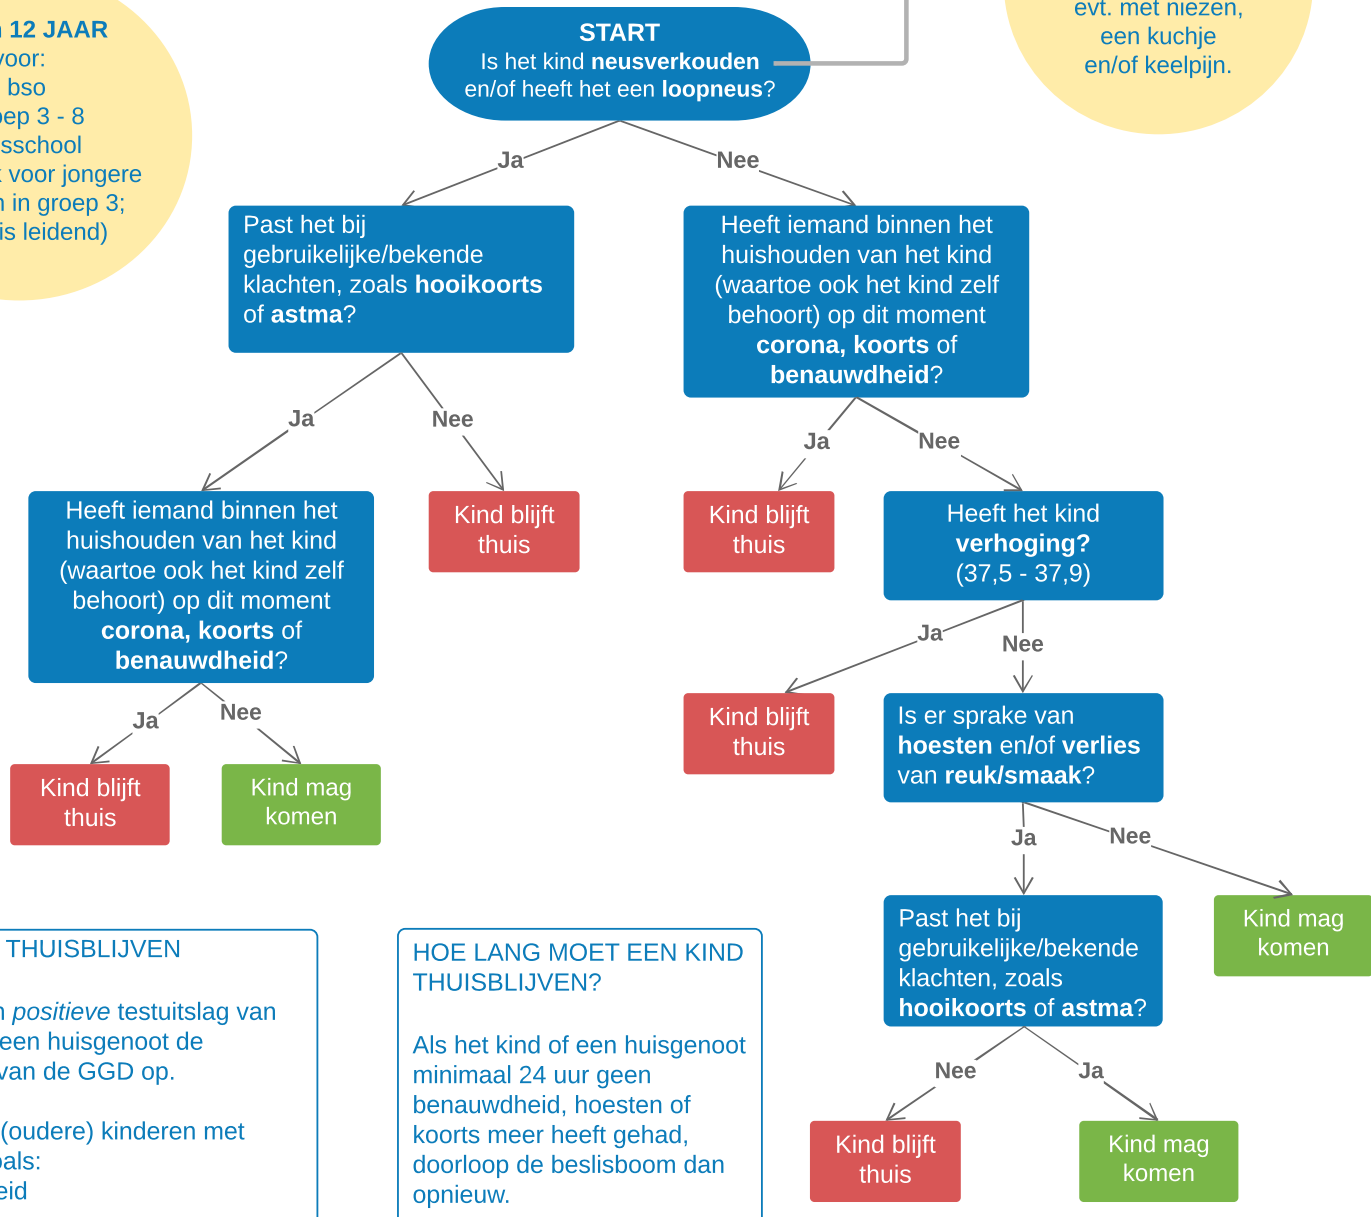 12 JAAR
voor:
bso
groep 3 - 8
voor jongere
in groep 3;
is leidend)
START
Is het kind neusverkouden
en/of heeft het een loopneus?
evt. met niezen,
een kuchje
en/of keelpijn.
Ja
Nee
Past het bij
gebruikelijke/bekende
klachten, zoals hooikoorts
of astma?
Heeft iemand binnen het
huishouden van het kind
(waartoe ook het kind zelf
behoort) op dit moment
corona, koorts of
benauwdheid?
Ja
Nee
Ja
Nee
Heeft iemand binnen het
huishouden van het kind
(waartoe ook het kind zelf
behoort) op dit moment
corona, koorts of
benauwdheid?
Kind blijft
thuis
Kind blijft
thuis
Heeft het kind
verhoging?
(37,5 - 37,9)
Ja
Nee
Ja
Nee
Kind blijft
thuis
Kind mag
komen
Kind blijft
thuis
Is er sprake van
hoesten en/of verlies
van reuk/smaak?
Ja
Nee
Past het bij
gebruikelijke/bekende
klachten, zoals
hooikoorts of astma?
Kind mag
komen
Nee
Ja
Kind blijft
thuis
Kind mag
komen
THUISBLIJVEN
positieve testuitslag van
een huisgenoot de
van de GGD op.
(oudere) kinderen met
HOE LANG MOET EEN KIND
THUISBLIJVEN?
Als het kind of een huisgenoot
minimaal 24 uur geen
benauwdheid, hoesten of
koorts meer heeft gehad,
doorloop de beslisboom dan
opnieuw.